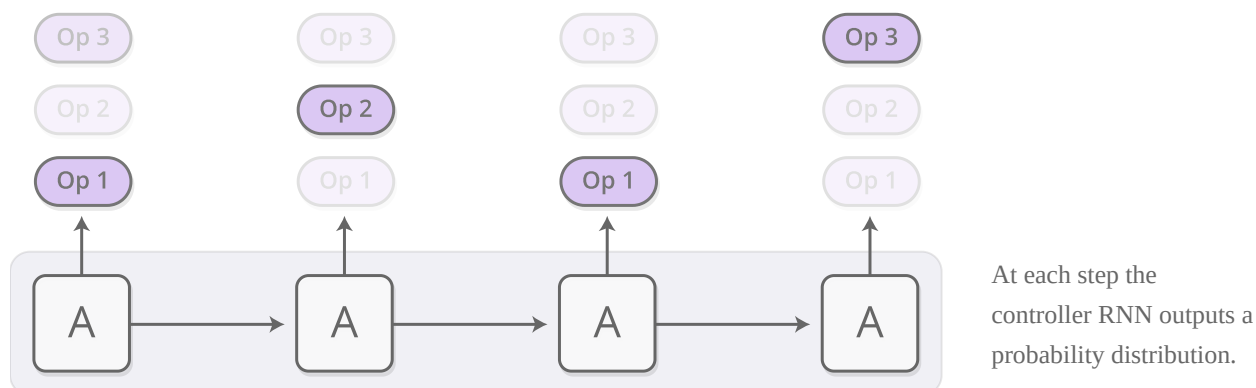 Op 3 Op 3 Op 3 Op 3
Op 2 Op 2 Op 2 Op 2
Op 1 Op 1 Op 1 Op 1
A A A A
At each step the
controller RNN outputs a
probability distribution.